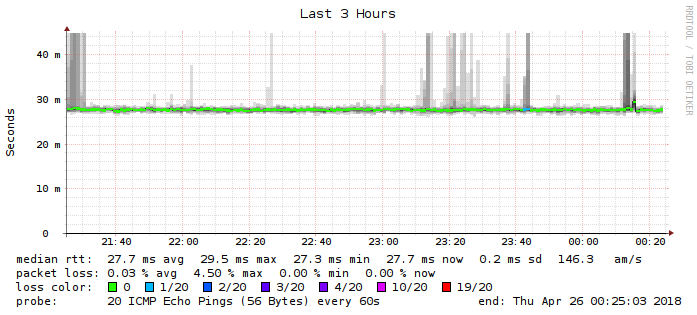 Last 3 Hours
RRDTOOL / TOBI OETIKER
Seconds
40 m
30 m
20 m
10 m
0
21:40 22:00 22:20 22:40 23:00 23:20 23:40 00:00 00:20
median rtt: 27.7 ms avg 29.5 ms max 27.3 ms min 27.7 ms now 0.2 ms sd 146.3 am/s
packet loss: 0.03 % avg 4.50 % max 0.00 % min 0.00 % now
loss color: 0 1/20 2/20 3/20 4/20 10/20 19/20
probe: 20 ICMP Echo Pings (56 Bytes) every 60s end: Thu Apr 26 00:25:03 2018